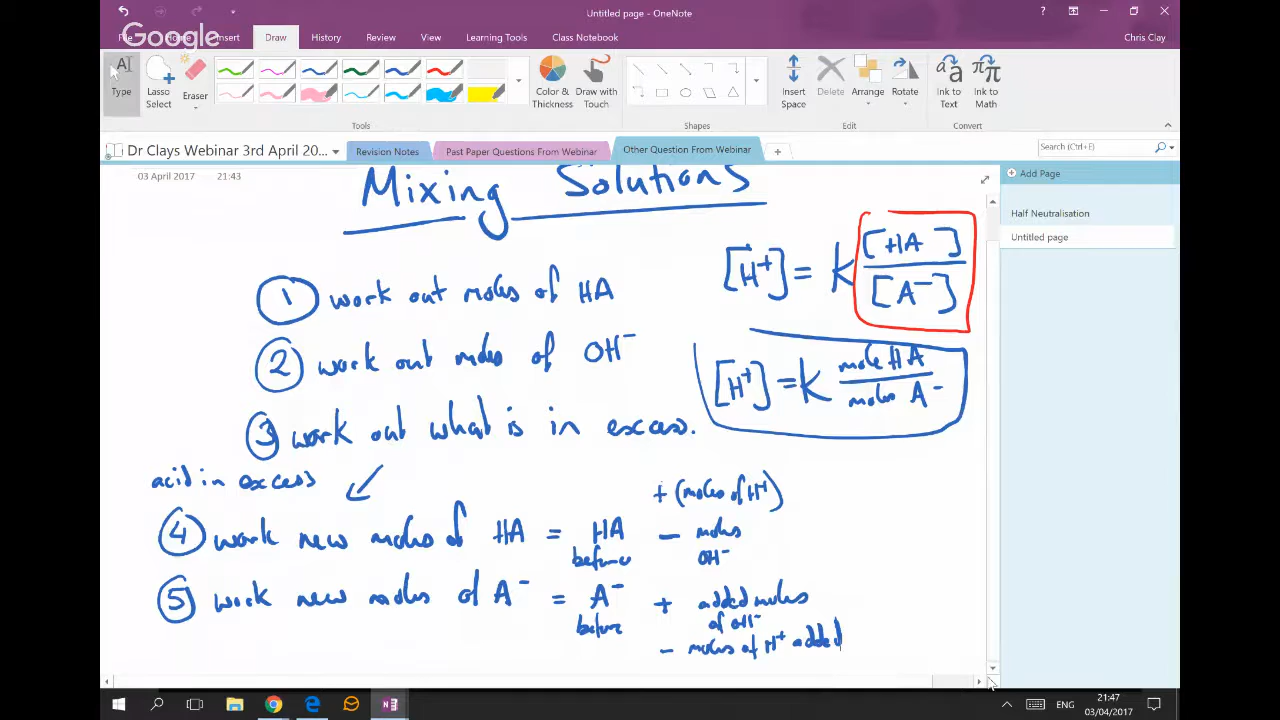 Untitled page - OneNote
Google
Insert Draw History Review View Learning Tools Class Notebook
Chris Clay
Type
Lasso Select
Eraser
Color & Thickness
Draw with Touch
Insert Space
Delete
Arrange
Rotate
Ink to Text
Ink to Math
Tools
Shapes
Edit
Convert
Dr Clays Webinar 3rd April 20...
Revision Notes
Past Paper Questions From Webinar
Other Question From Webinar
Search (Ctrl+E)
Add Page
Half Neutralisation
Untitled page
03 April 2017 21:43
Mixing Solutions
[H+] = K [HA] / [A-]
[H+] = K mole HA / moles A-
1 work out moles of HA
2 work out moles of OH-
3 work out what is in excess.
acid in excess
+ (moles of H+)
4 work new moles of HA = HA before - moles OH-
5 work new moles of A- = A- before + added moles of OH-
- moles of H+ added
ENG
21:47
03/04/2017